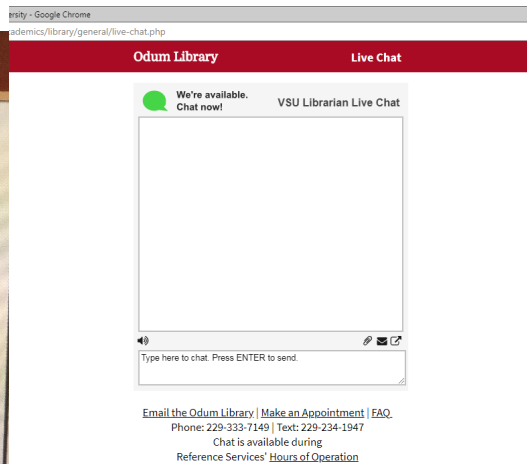 ersity - Google Chrome
ademics/library/general/live-chat.php
Odum Library Live Chat
We're available.
Chat now!
VSU Librarian Live Chat
Type here to chat. Press ENTER to send.
Email the Odum Library | Make an Appointment | FAQ
Phone: 229-333-7149 | Text: 229-234-1947
Chat is available during
Reference Services' Hours of Operation